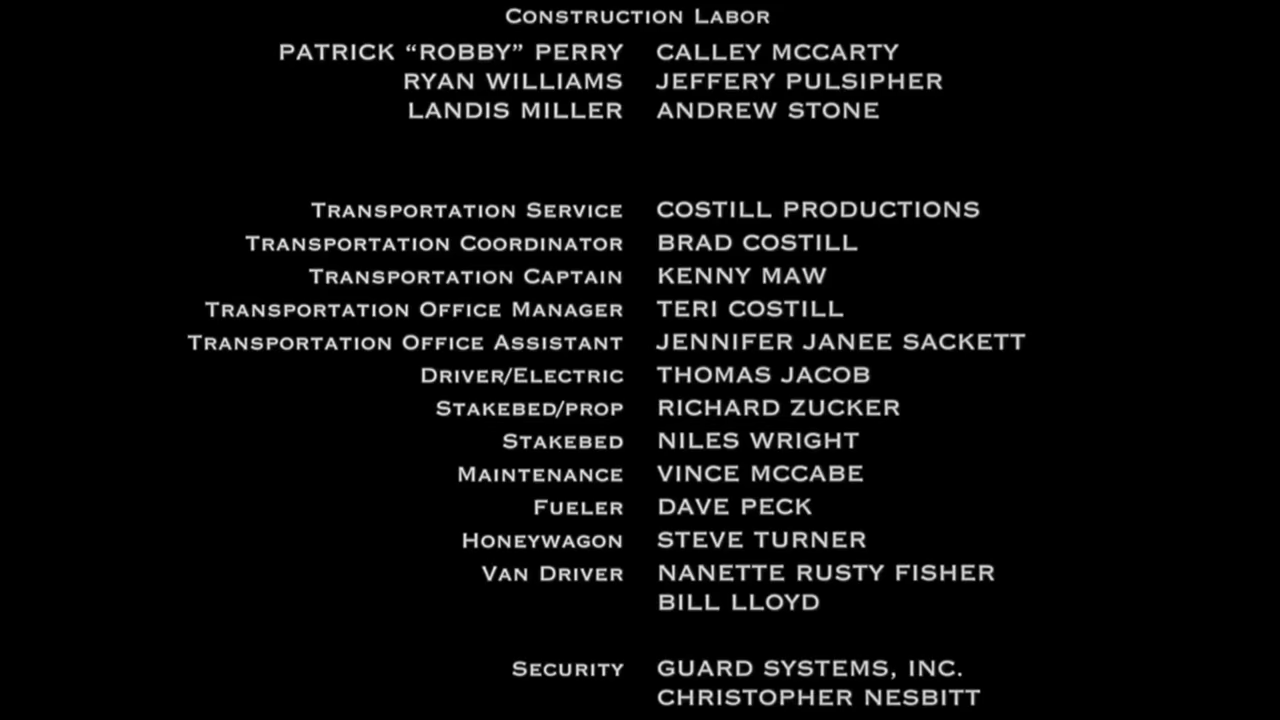 Construction Labor
PATRICK “ROBBY” PERRY CALLEY MCCARTY
RYAN WILLIAMS JEFFERY PULSIPHER
LANDIS MILLER ANDREW STONE
Transportation Service COSTILL PRODUCTIONS
Transportation Coordinator BRAD COSTILL
Transportation Captain KENNY MAW
Transportation Office Manager TERI COSTILL
Transportation Office Assistant JENNIFER JANEE SACKETT
Driver/Electric THOMAS JACOB
Stakebed/prop RICHARD ZUCKER
Stakebed NILES WRIGHT
Maintenance VINCE MCCABE
Fueler DAVE PECK
Honeywagon STEVE TURNER
Van Driver NANETTE RUSTY FISHER
BILL LLOYD
Security GUARD SYSTEMS, INC.
CHRISTOPHER NESBITT